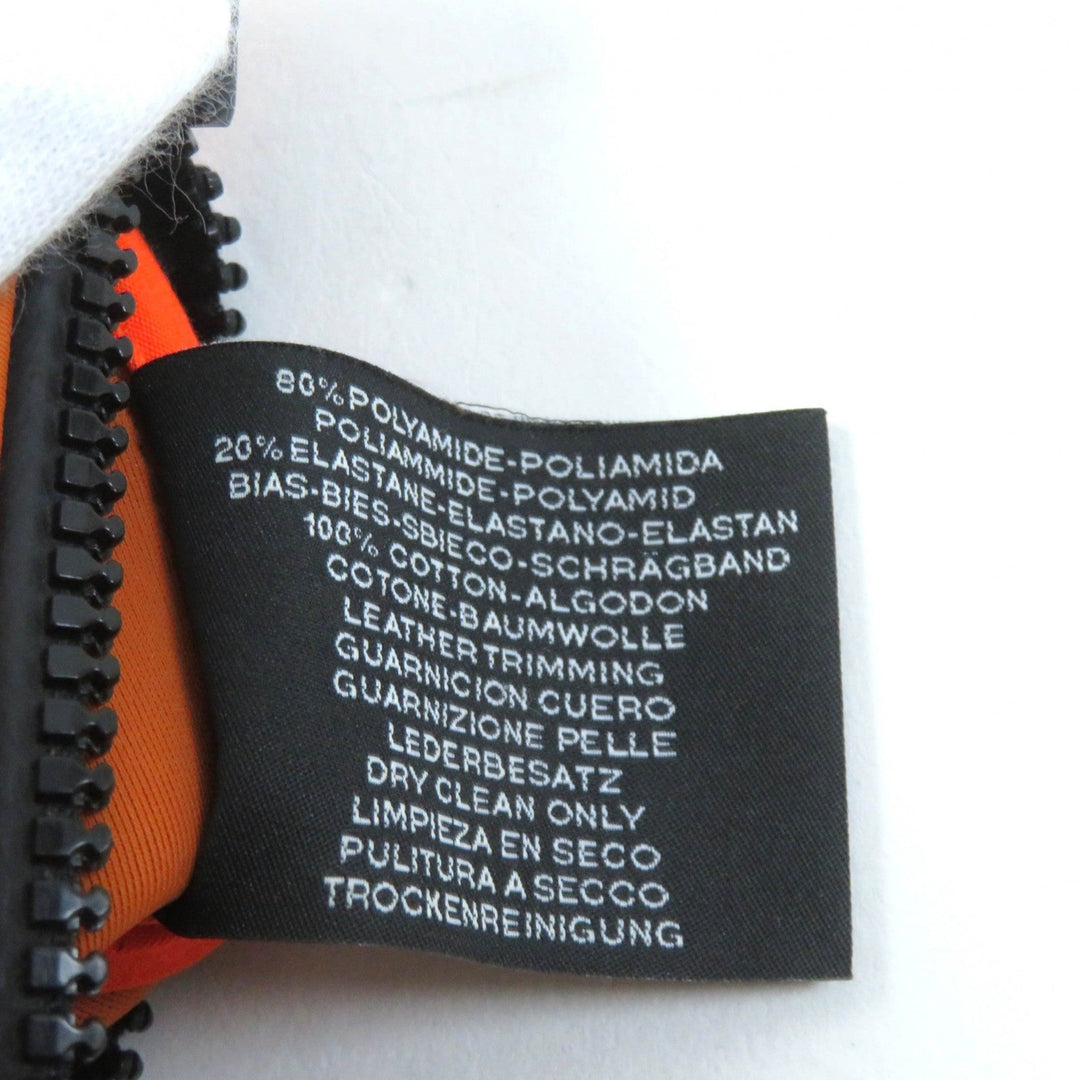 80% POLYAMIDE-POLIAMIDA
POLIAMMIDE-POLYAMID
20% ELASTANE-ELASTANO-ELASTAN
BIAS-BIES-SBIECO-SCHRÄGBAND
100% COTTON-ALGODON
COTONE-BAUMWOLLE
LEATHER TRIMMING
GUARNICION CUERO
GUARNIZIONE PELLE
LEDERBESATZ
DRY CLEAN ONLY
LIMPIEZA EN SECO
PULITURA A SECCO
TROCKENREINIGUNG